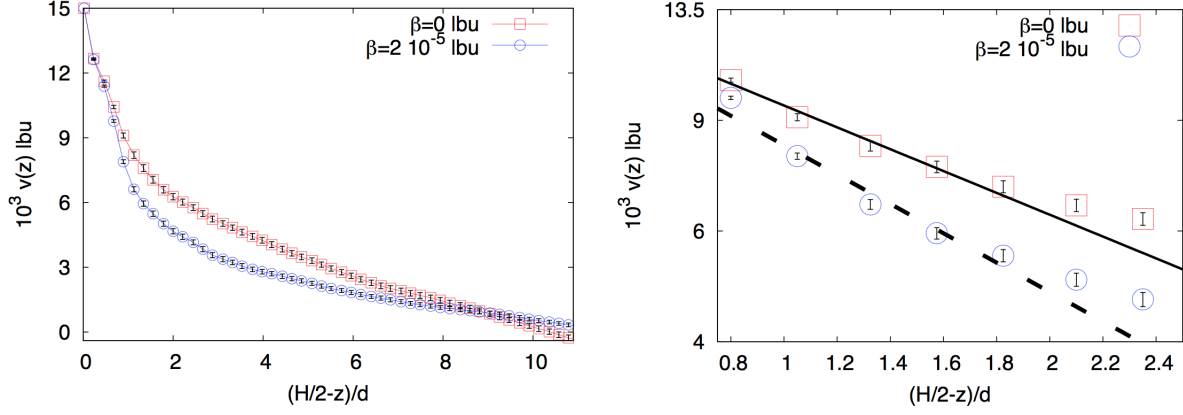 15
12
9
6
3
0
10³ v(z) lbu
β=0 lbu
β=2 10⁻⁵ lbu
0 2 4 6 8 10
(H/2-z)/d
13.5
9
6
4
10³ v(z) lbu
β=0 lbu
β=2 10⁻⁵ lbu
0.8 1 1.2 1.4 1.6 1.8 2 2.2 2.4
(H/2-z)/d